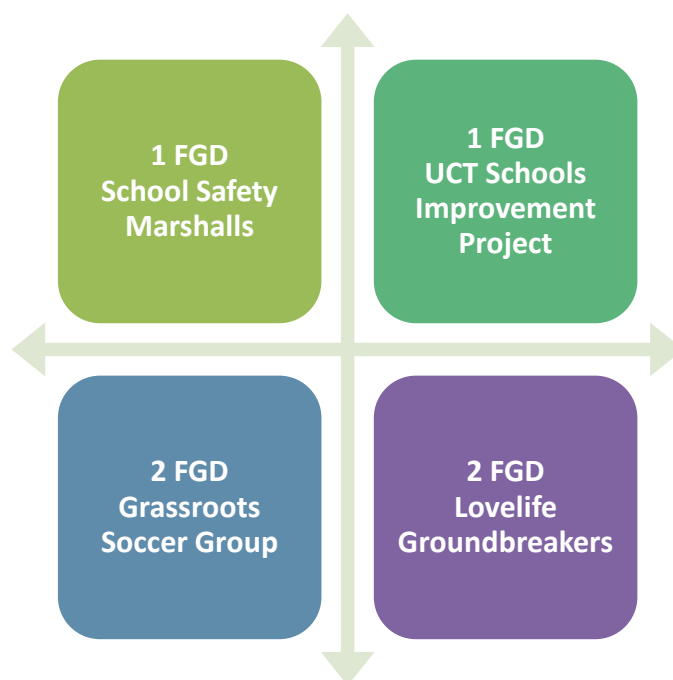 1 FGD
School Safety
Marshalls
1 FGD
UCT Schools
Improvement
Project
2 FGD
Grassroots
Soccer Group
2 FGD
Lovelife
Groundbreakers